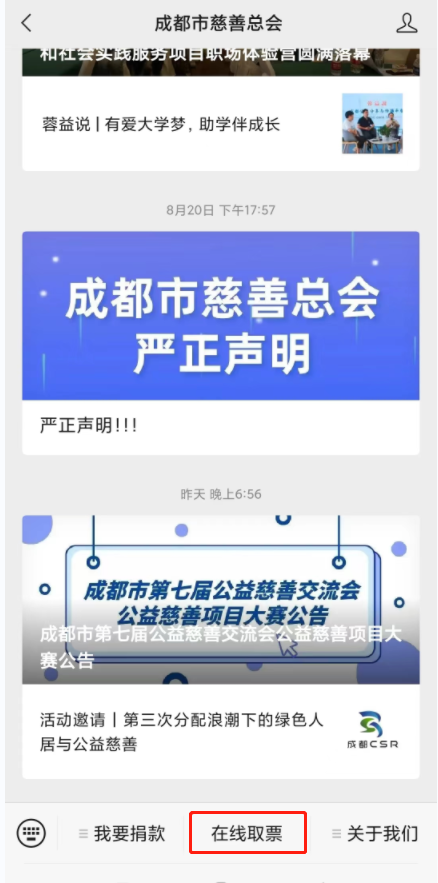 成都市慈善总会
和社会实践服务项目职场体验营圆满落幕
蓉益说 | 有爱大学梦，助学伴成长
8月20日 下午17:57
成都市慈善总会
严正声明
严正声明!!!
昨天 晚上6:56
成都市第七届公益慈善交流会
公益慈善项目大赛公告
成都市第七届公益慈善交流会公益慈善项目大
赛公告
活动邀请丨第三次分配浪潮下的绿色人
居与公益慈善
成都CSR
我要捐款
在线取票
关于我们